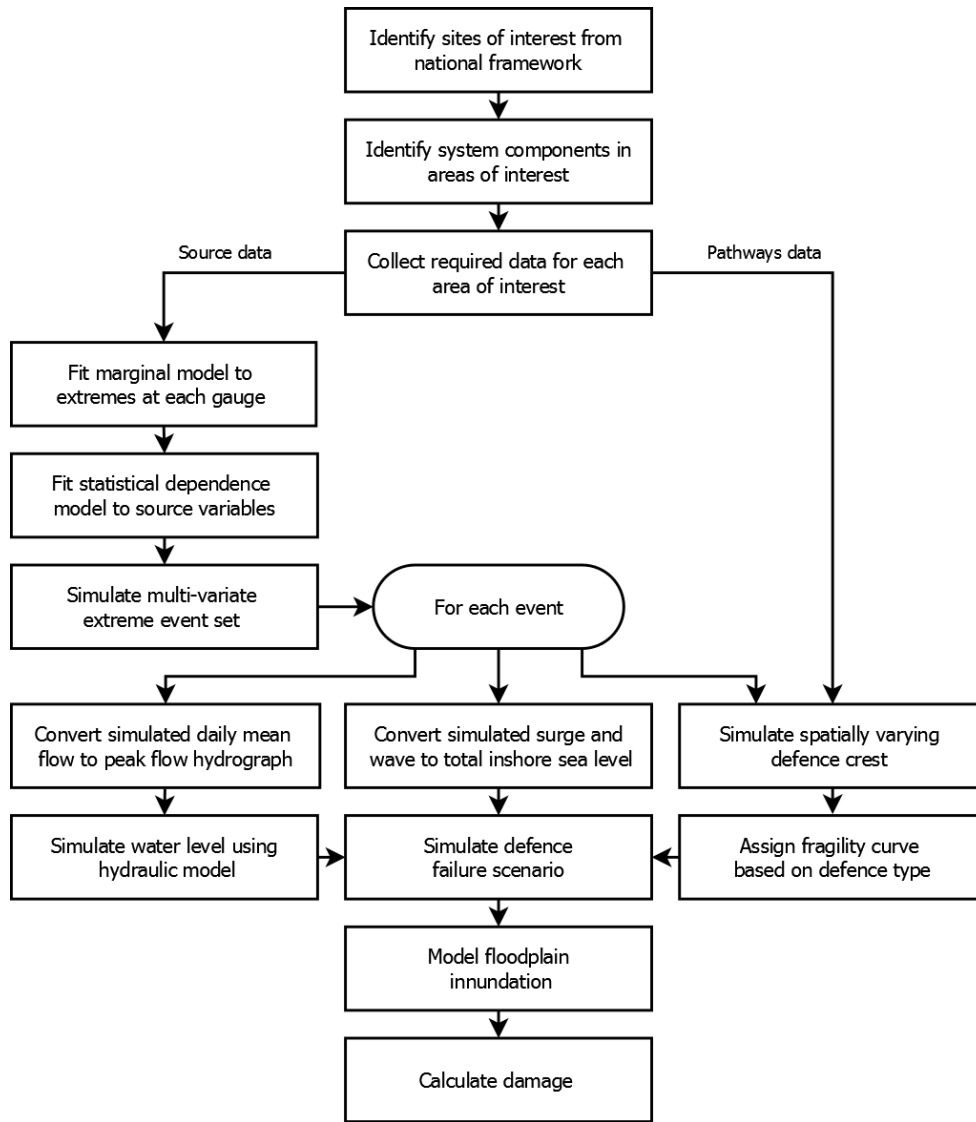 Identify sites of interest from
national framework
Identify system components in
areas of interest
Source data
Collect required data for each
area of interest
Pathways data
Fit marginal model to
extremes at each gauge
Fit statistical dependence
model to source variables
Simulate multi-variate
extreme event set
For each event
Convert simulated daily mean
flow to peak flow hydrograph
Convert simulated surge and
wave to total inshore sea level
Simulate spatially varying
defence crest
Simulate water level using
hydraulic model
Simulate defence
failure scenario
Assign fragility curve
based on defence type
Model floodplain
innundation
Calculate damage